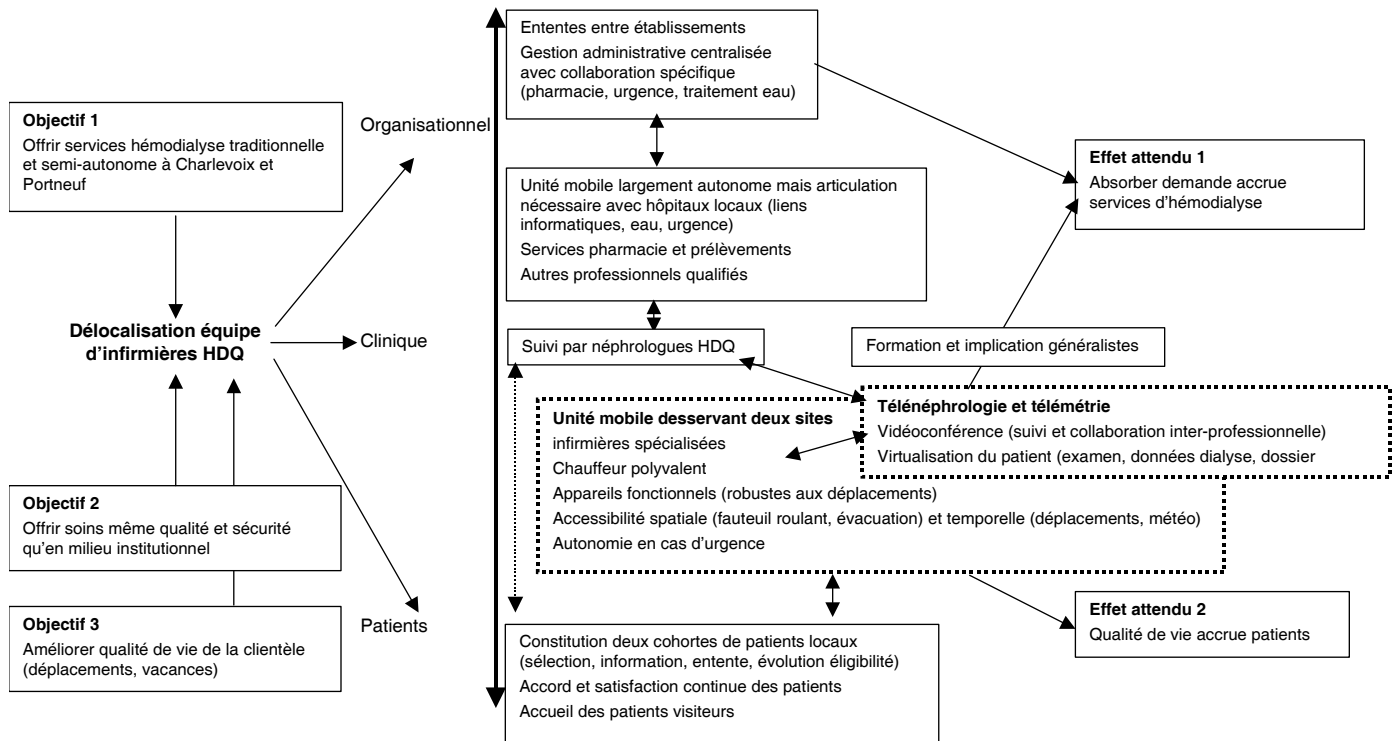 Objectif 1
Offrir services hémodialyse traditionnelle
et semi-autonome à Charlevoix et
Portneuf
Délocalisation équipe
d'infirmières HDQ
Objectif 2
Offrir soins même qualité et sécurité
qu'en milieu institutionnel
Objectif 3
Améliorer qualité de vie de la clientèle
(déplacements, vacances)
Organisationnel
Clinique
Patients
Ententes entre établissements
Gestion administrative centralisée
avec collaboration spécifique
(pharmacie, urgence, traitement eau)
Unité mobile largement autonome mais articulation
nécessaire avec hôpitaux locaux (liens
informatiques, eau, urgence)
Services pharmacie et prélèvements
Autres professionnels qualifiés
Suivi par néphrologues HDQ
Formation et implication généralistes
Unité mobile desservant deux sites
infirmières spécialisées
Chauffeur polyvalent
Appareils fonctionnels (robustes aux déplacements)
Accessibilité spatiale (fauteuil roulant, évacuation) et temporelle (déplacements, météo)
Autonomie en cas d'urgence
Télénéphrologie et télémétrie
Vidéoconférence (suivi et collaboration inter-professionnelle)
Virtualisation du patient (examen, données dialyse, dossier
Constitution deux cohortes de patients locaux
(sélection, information, entente, évolution éligibilité)
Accord et satisfaction continue des patients
Accueil des patients visiteurs
Effet attendu 1
Absorber demande accrue
services d'hémodialyse
Effet attendu 2
Qualité de vie accrue patients